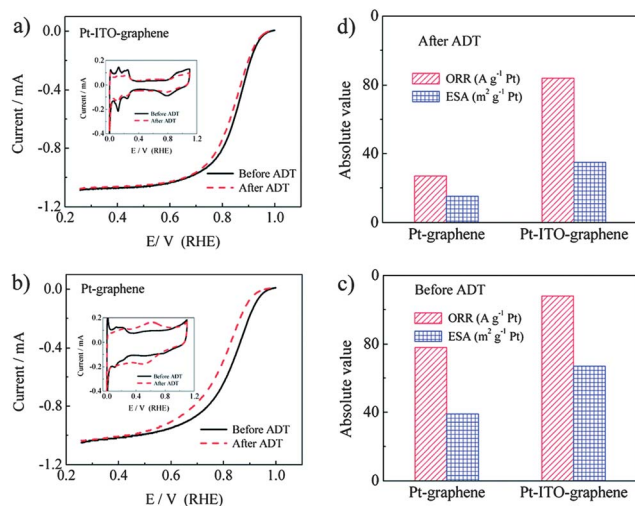 a)
Pt-ITO-graphene
Current / mA
0.0
-0.4
-0.8
-1.2
0.2
0.4
0.6
0.8
1.0
E/ V (RHE)
Before ADT
After ADT
Current / mA
0.2
0.0
-0.2
-0.4
0.0
0.4
0.8
1.2
E / V (RHE)
Before ADT
After ADT
d)
After ADT
ORR (A g⁻¹ Pt)
ESA (m² g⁻¹ Pt)
Absolute value
0
80
40
0
Pt-graphene
Pt-ITO-graphene
b)
Pt-graphene
Current / mA
0.0
-0.4
-0.8
-1.2
0.2
0.4
0.6
0.8
1.0
E/ V (RHE)
Before ADT
After ADT
Current / mA
0.2
0.0
-0.2
-0.4
0.0
0.4
0.8
1.2
E / V (RHE)
Before ADT
After ADT
c)
Before ADT
ORR (A g⁻¹ Pt)
ESA (m² g⁻¹ Pt)
Absolute value
0
80
40
0
Pt-graphene
Pt-ITO-graphene